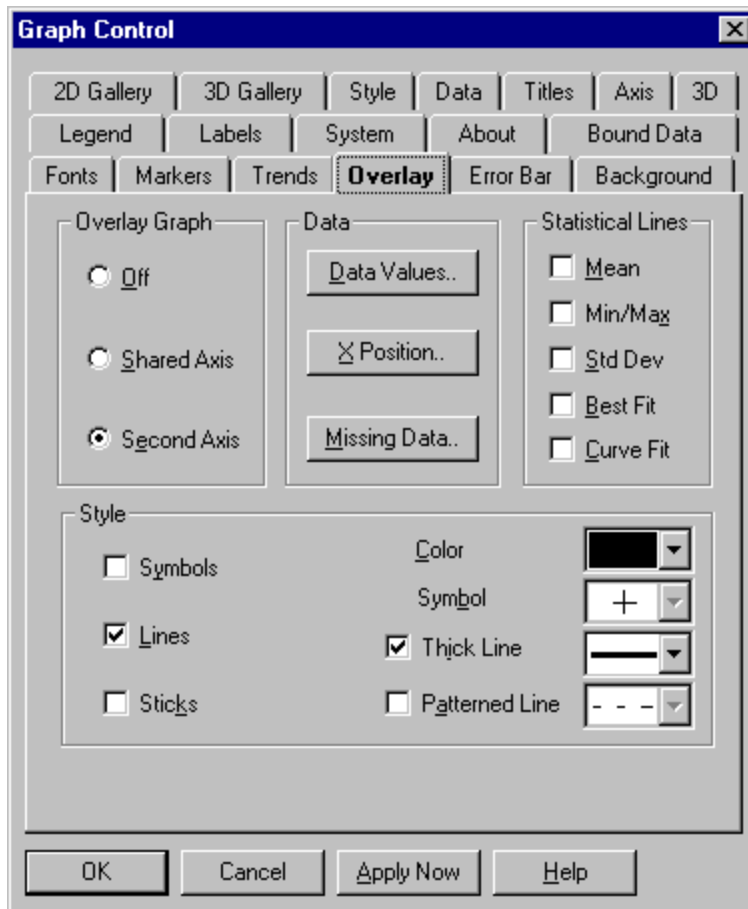 Graph Control
2D Gallery 3D Gallery Style Data Titles Axis 3D
Legend Labels System About Bound Data
Fonts Markers Trends Overlay Error Bar Background
Overlay Graph
Off
Shared Axis
Second Axis
Data
Data Values..
X Position..
Missing Data..
Statistical Lines
Mean
Min/Max
Std Dev
Best Fit
Curve Fit
Style
Symbols
Lines
Sticks
Color
Symbol
Thick Line
Patterned Line
OK Cancel Apply Now Help